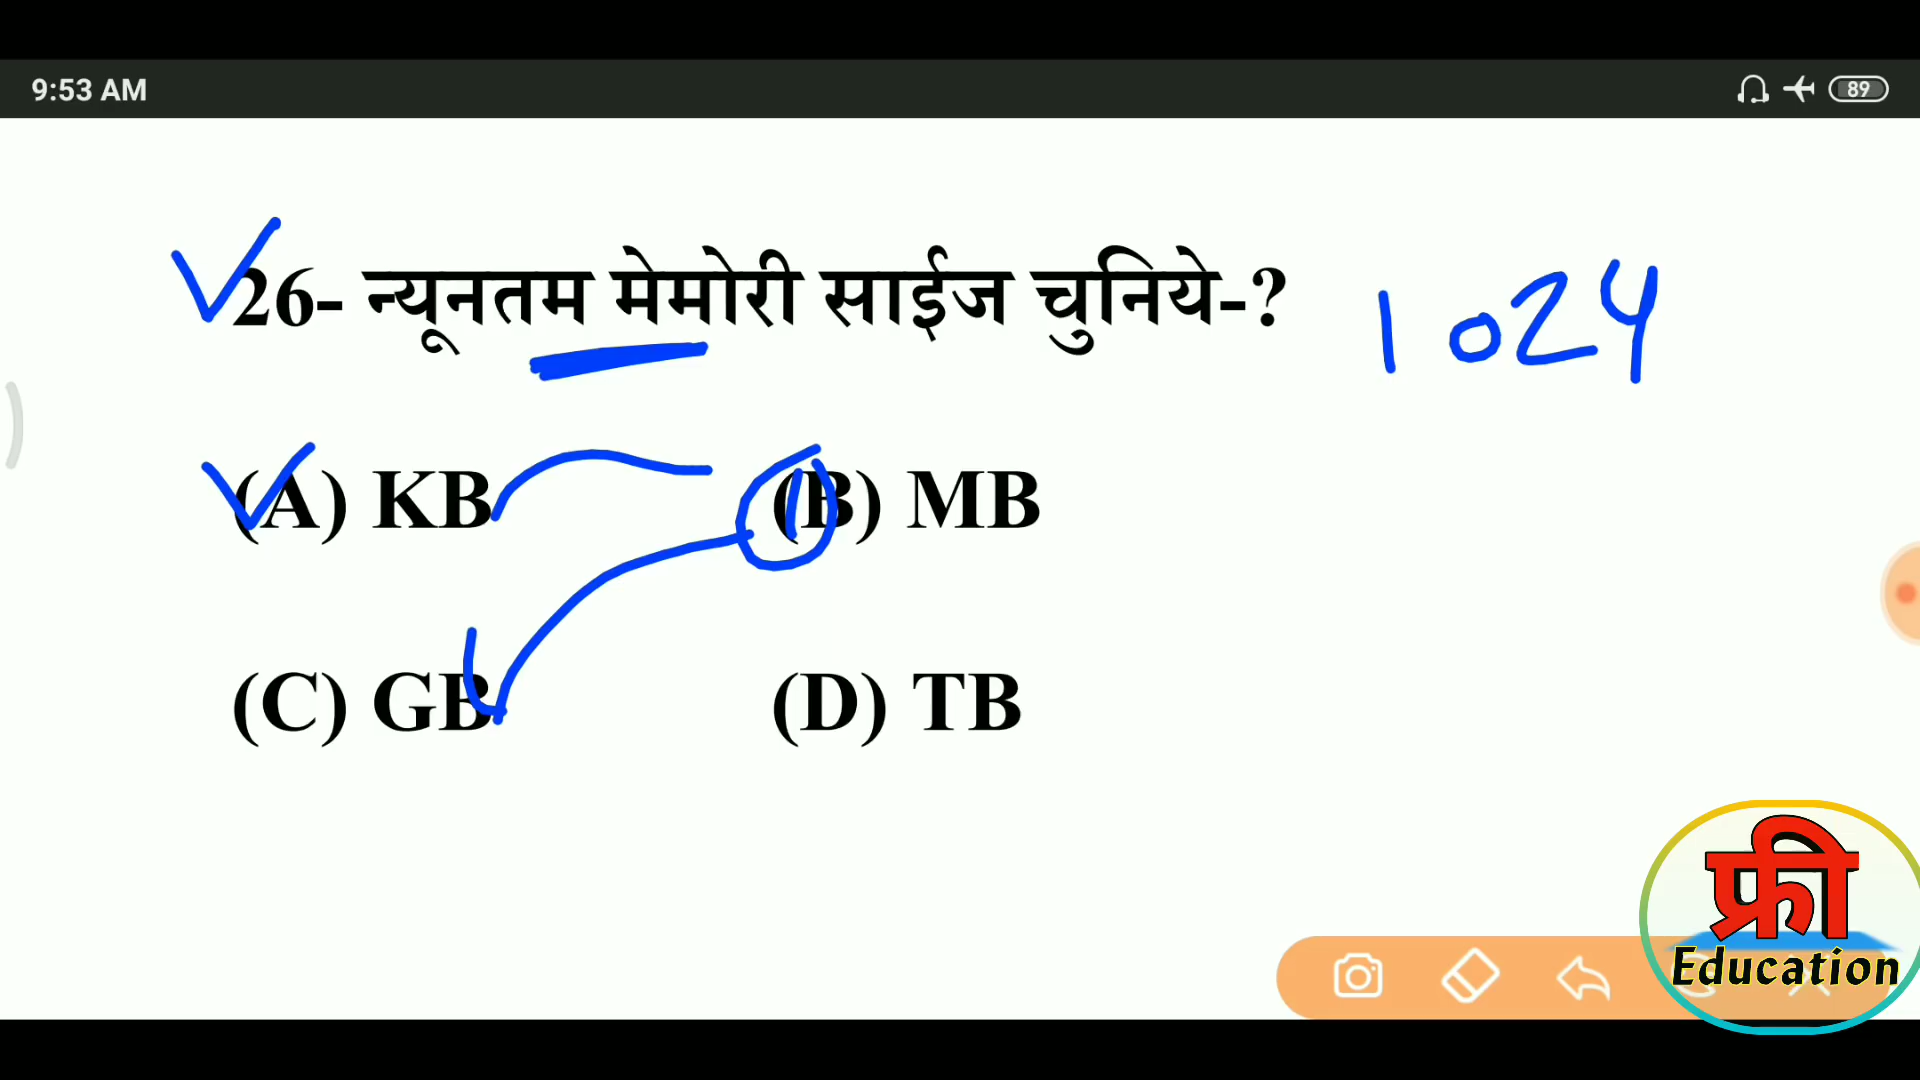 9:53 AM
89
26- न्यूनतम मेमोरी साईज चुनिये-?
1024
(A) KB
(B) MB
(C) GB
(D) TB
फ्री
Education